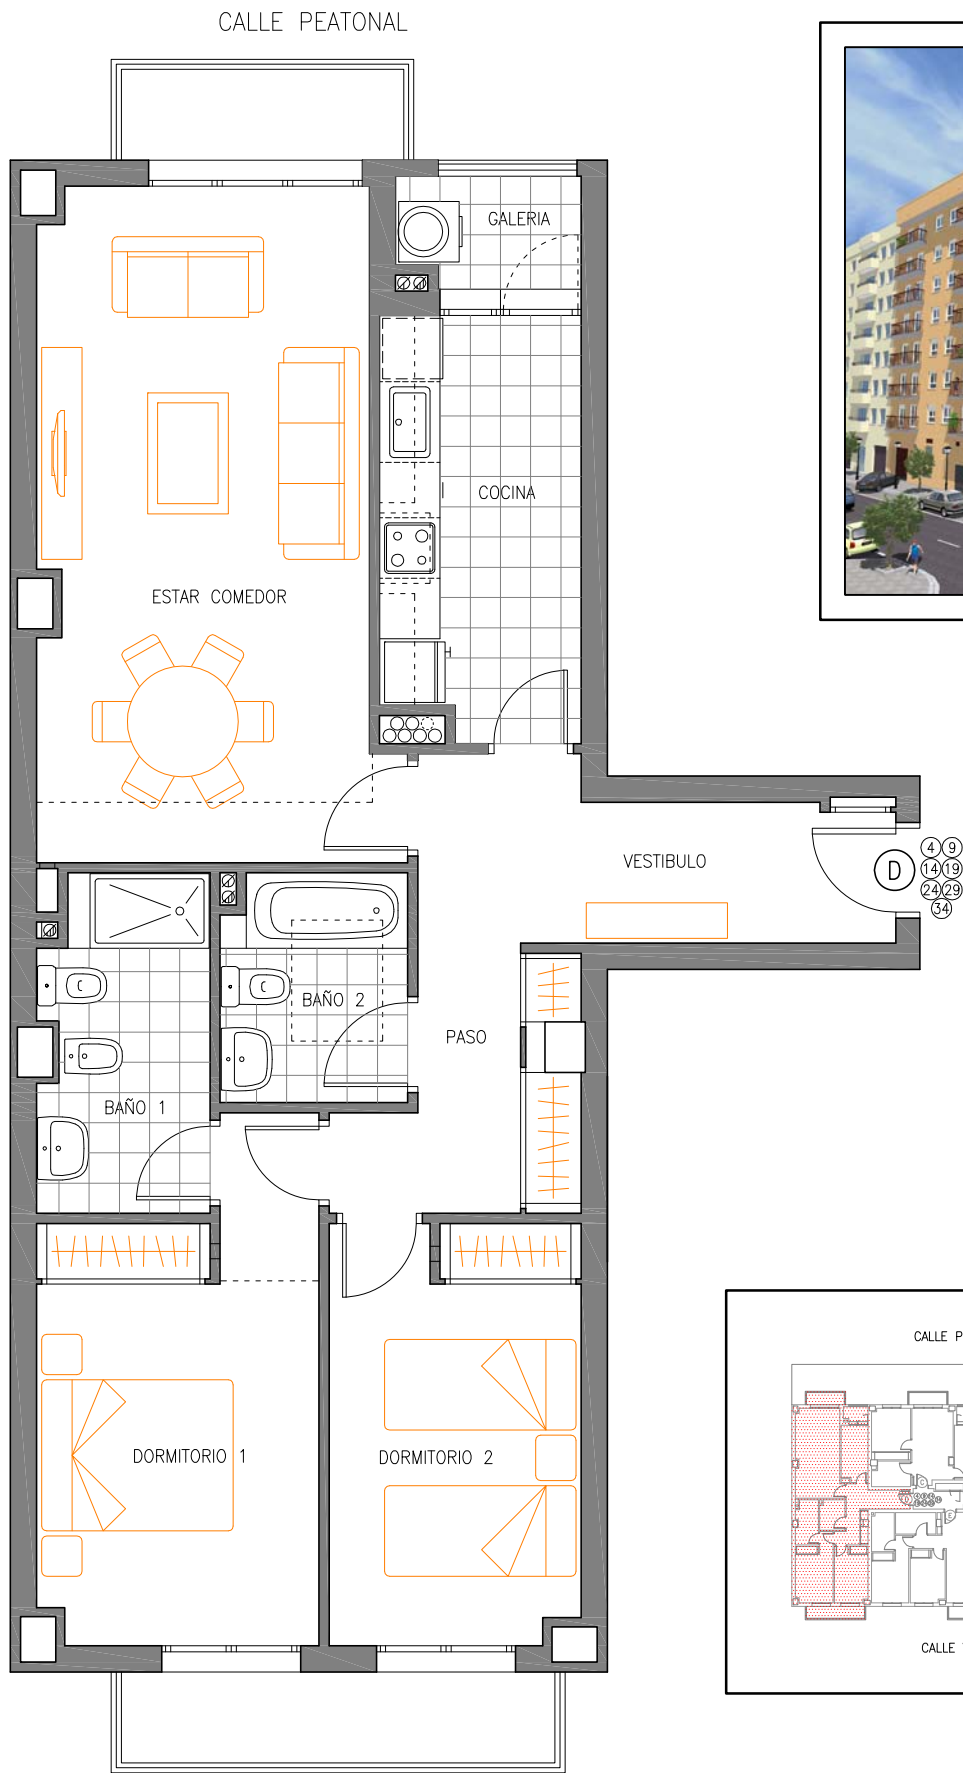 CALLE PEATONAL
GALERIA
COCINA
ESTAR COMEDOR
VESTIBULO
D
4 9
14 19
24 29
34
C
C
BAÑO 2
PASO
BAÑO 1
DORMITORIO 1
DORMITORIO 2
CALLE P
C
D
E
CALLE